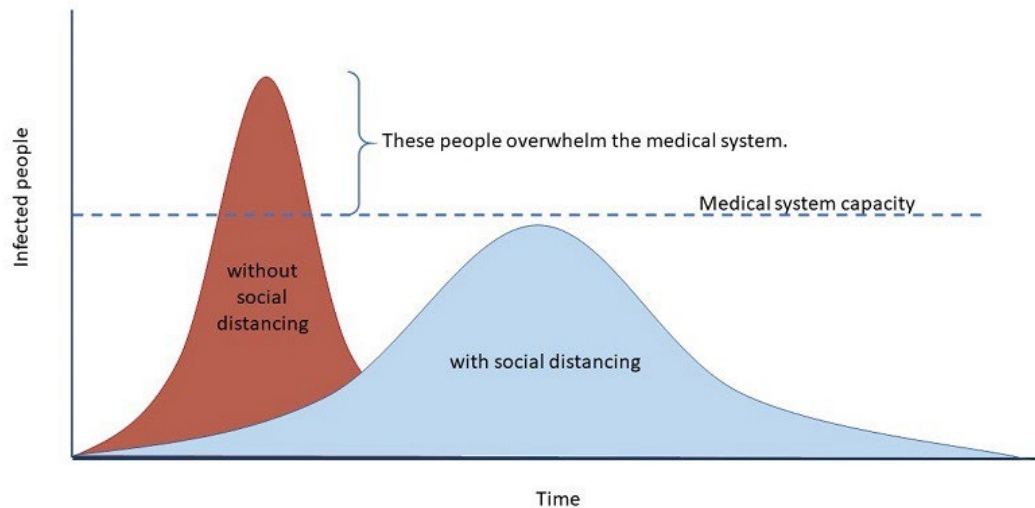 These people overwhelm the medical system.
Medical system capacity
Infected people
without
social
distancing
with social distancing
Time